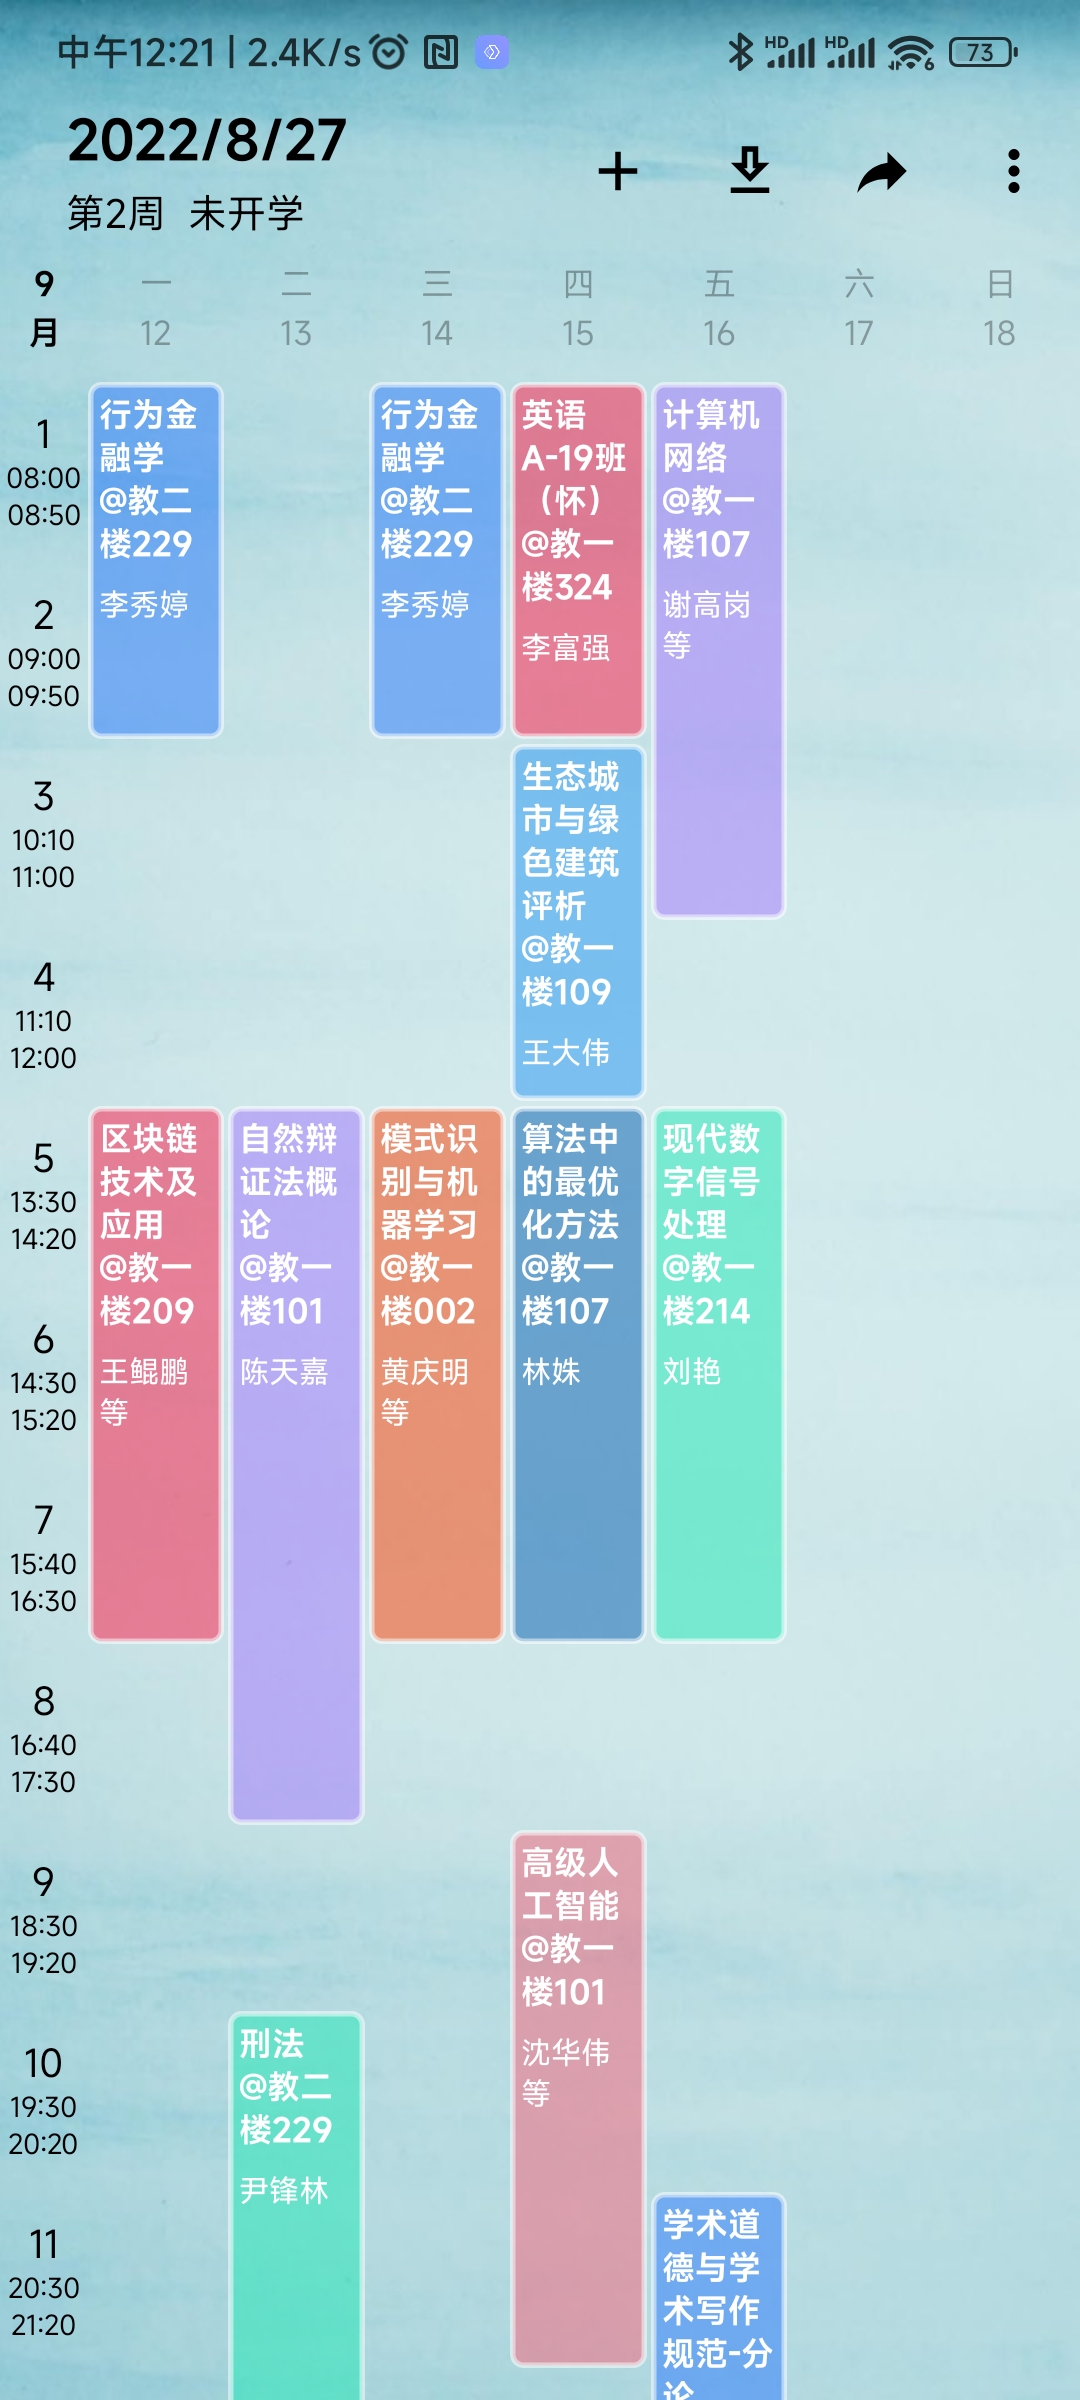 中午12:21 | 2.4K/s
HD HD 6 73
2022/8/27
第2周 未开学
9 一 二 三 四 五 六 日
月 12 13 14 15 16 17 18
1
08:00
08:50
2
09:00
09:50
3
10:10
11:00
4
11:10
12:00
5
13:30
14:20
6
14:30
15:20
7
15:40
16:30
8
16:40
17:30
9
18:30
19:20
10
19:30
20:20
11
20:30
21:20
行为金
融学
@教二
楼229
李秀婷
区块链
技术及
应用
@教一
楼209
王鲲鹏
等
自然辩
证法概
论
@教一
楼101
陈天嘉
刑法
@教二
楼229
尹锋林
行为金
融学
@教二
楼229
李秀婷
模式识
别与机
器学习
@教一
楼002
黄庆明
等
英语
A-19班
（怀）
@教一
楼324
李富强
生态城
市与绿
色建筑
评析
@教一
楼109
王大伟
算法中
的最优
化方法
@教一
楼107
林姝
高级人
工智能
@教一
楼101
沈华伟
等
计算机
网络
@教一
楼107
谢高岗
等
现代数
字信号
处理
@教一
楼214
刘艳
学术道
德与学
术写作
规范-分
论